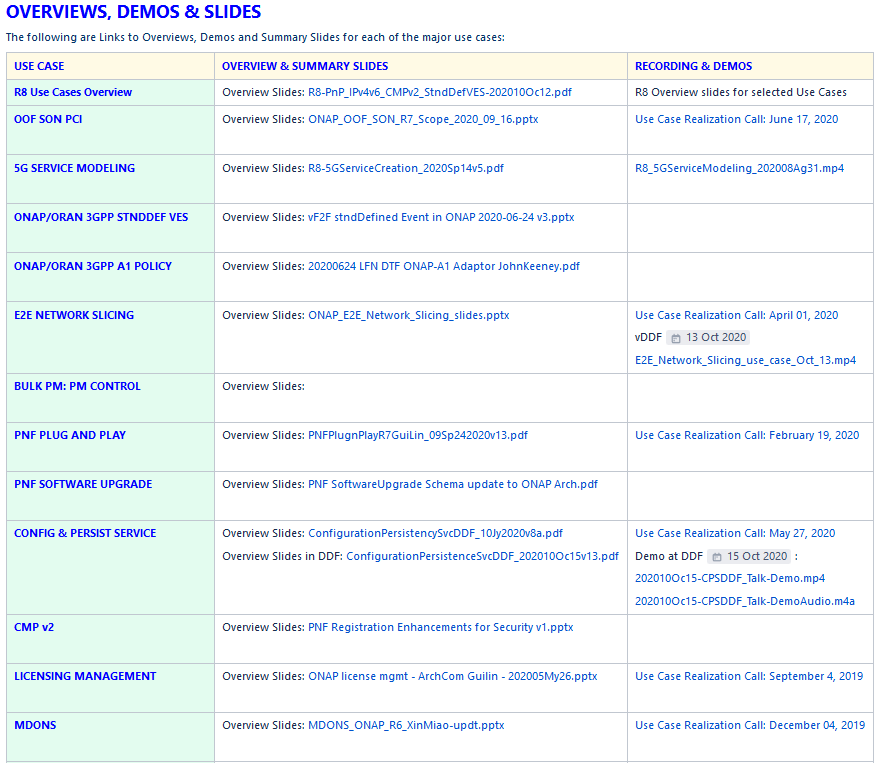 OVERVIEWS, DEMOS & SLIDES
The following are Links to Overviews, Demos and Summary Slides for each of the major use cases:
USE CASE OVERVIEW & SUMMARY SLIDES RECORDING & DEMOS
R8 Use Cases Overview Overview Slides: R8-PnP_IPv4v6_CMPv2_StndDefVES-202010Oc12.pdf R8 Overview slides for selected Use Cases
OOF SON PCI Overview Slides: ONAP_OOF_SON_R7_Scope_2020_09_16.pptx Use Case Realization Call: June 17, 2020
5G SERVICE MODELING Overview Slides: R8-5GServiceCreation_2020Sp14v5.pdf R8_5GServiceModeling_202008Ag31.mp4
ONAP/ORAN 3GPP STNDDEF VES Overview Slides: vF2F stndDefined Event in ONAP 2020-06-24 v3.pptx
ONAP/ORAN 3GPP A1 POLICY Overview Slides: 20200624 LFN DTF ONAP-A1 Adaptor JohnKeeney.pdf
E2E NETWORK SLICING Overview Slides: ONAP_E2E_Network_Slicing_slides.pptx Use Case Realization Call: April 01, 2020
vDDF 13 Oct 2020
E2E_Network_Slicing_use_case_Oct_13.mp4
BULK PM: PM CONTROL Overview Slides:
PNF PLUG AND PLAY Overview Slides: PNFPlugnPlayR7GuiLin_09Sp242020v13.pdf Use Case Realization Call: February 19, 2020
PNF SOFTWARE UPGRADE Overview Slides: PNF SoftwareUpgrade Schema update to ONAP Arch.pdf
CONFIG & PERSIST SERVICE Overview Slides: ConfigurationPersistencySvcDDF_10Jy2020v8a.pdf Use Case Realization Call: May 27, 2020
Overview Slides in DDF: ConfigurationPersistenceSvcDDF_202010Oc15v13.pdf Demo at DDF 15 Oct 2020 :
202010Oc15-CPSDDF_Talk-Demo.mp4
202010Oc15-CPSDDF_Talk-DemoAudio.m4a
CMP v2 Overview Slides: PNF Registration Enhancements for Security v1.pptx
LICENSING MANAGEMENT Overview Slides: ONAP license mgmt - ArchCom Guilin - 202005My26.pptx Use Case Realization Call: September 4, 2019
MDONS Overview Slides: MDONS_ONAP_R6_XinMiao-updt.pptx Use Case Realization Call: December 04, 2019